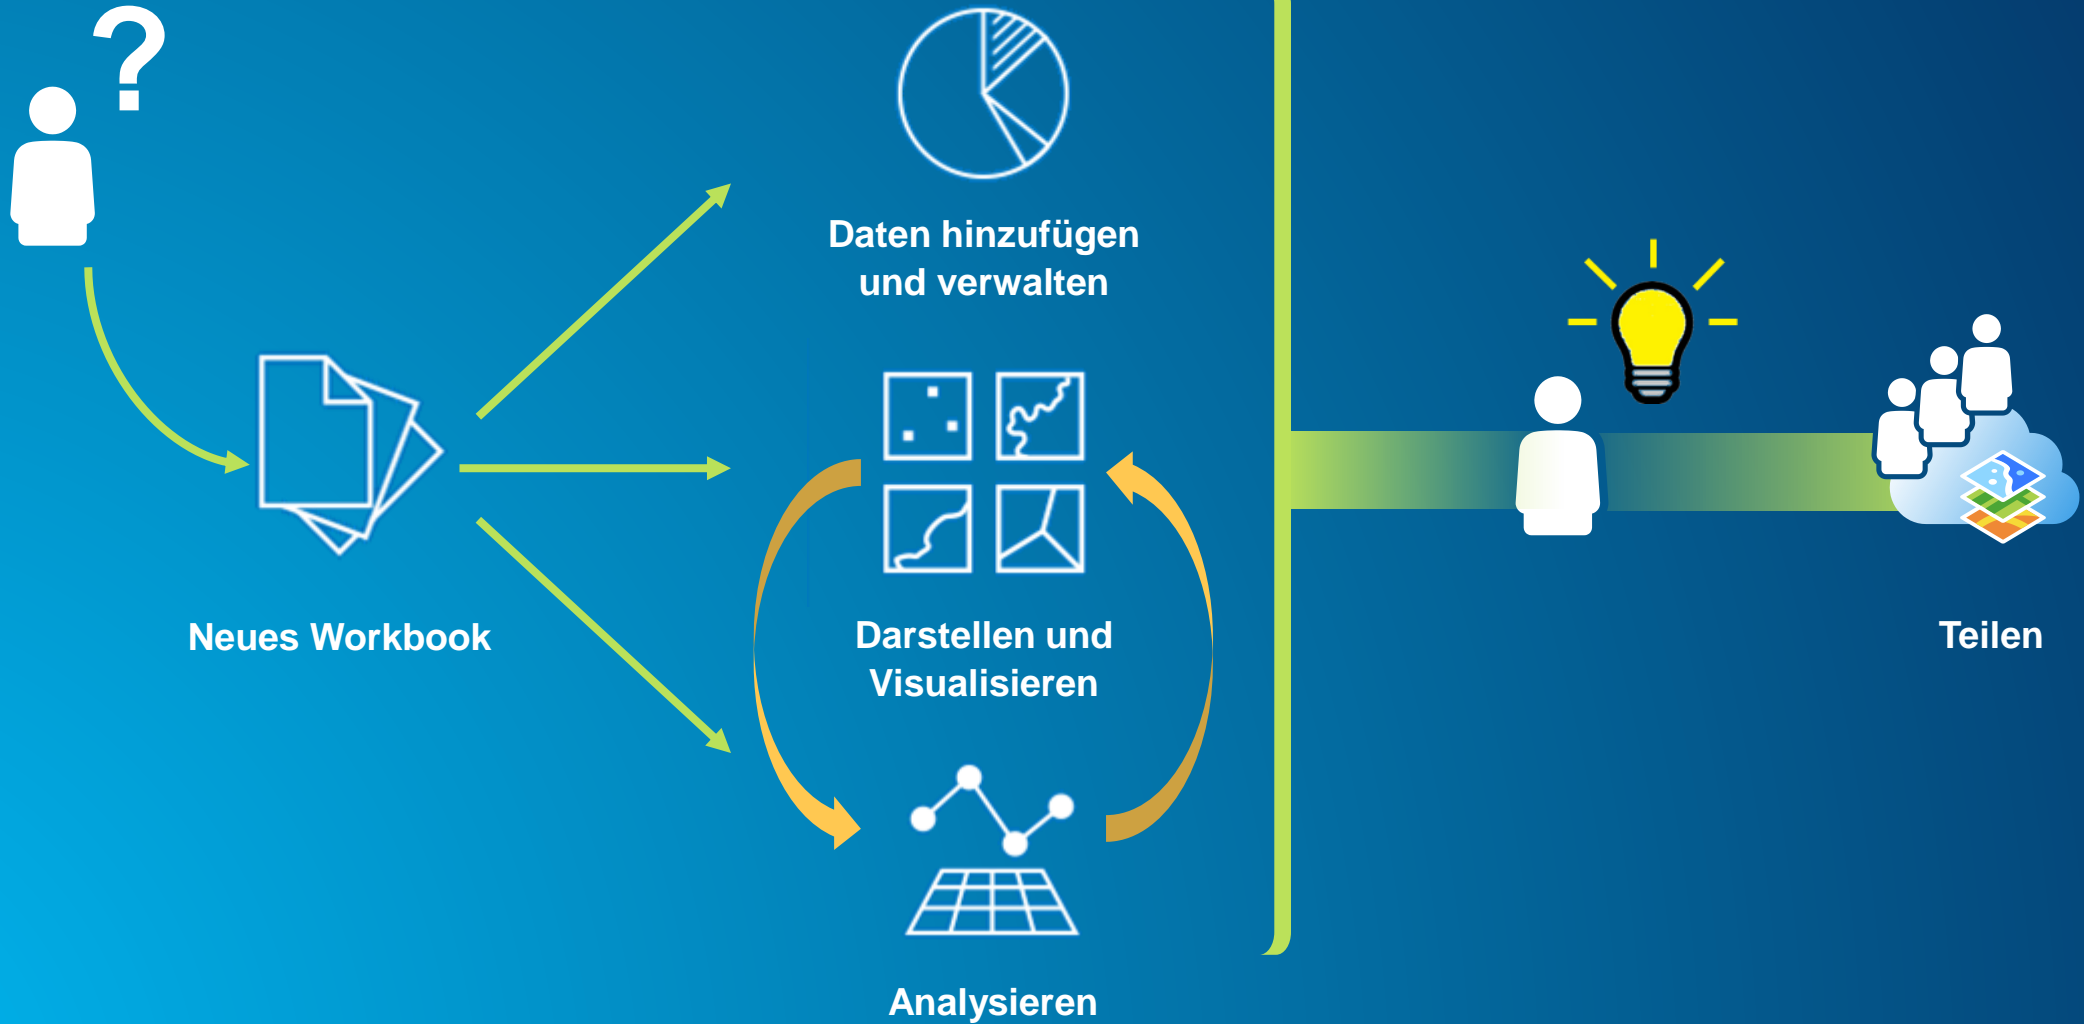 ?
Daten hinzufügen
und verwalten
Neues Workbook
Darstellen und
Visualisieren
Teilen
Analysieren